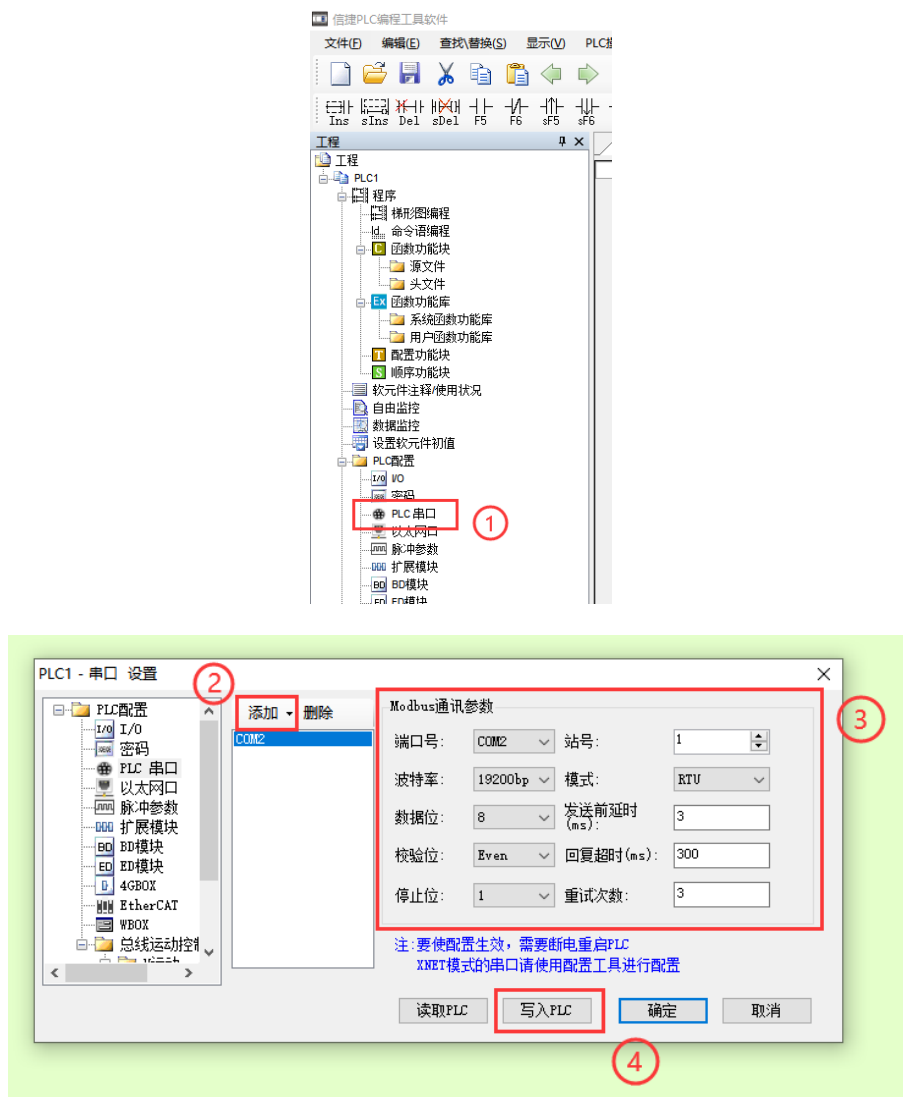 信捷PLC编程工具软件
文件(F) 编辑(E) 查找\替换(S) 显示(V)
Ins sIns Del sDel F5 F6 sF5 sF6
工程
工程
PLC1
程序
梯形图编程
命令语编程
函数功能块
源文件
头文件
Ex 函数功能库
系统函数功能库
用户函数功能库
T 配置功能块
S 顺序功能块
软元件注释/使用状况
自由监控
数据监控
设置软元件初值
PLC配置
I/O I/O
密码
PLC 串口
①
以太网口
脉冲参数
扩展模块
BD BD模块
ED ED模块
PLC1 - 串口 设置
②
PLC配置
I/O I/O
密码
PLC 串口
以太网口
脉冲参数
扩展模块
BD BD模块
ED ED模块
4GBOX
EtherCAT
WBOX
添加 删除
COM2
Modbus通讯参数
③
端口号: COM2 站号: 1
波特率: 19200bp 模式: RTU
数据位: 8 发送前延时(ms): 3
校验位: Even 回复超时(ms): 300
停止位: 1 重试次数: 3
注:要使配置生效，需要断电重启PLC
XNET模式的串口请使用配置工具进行配置
读取PLC 写入PLC 确定 取消
④